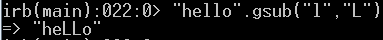 irb(main):022:0> "hello".gsub("l","L")
=> "heLLo"